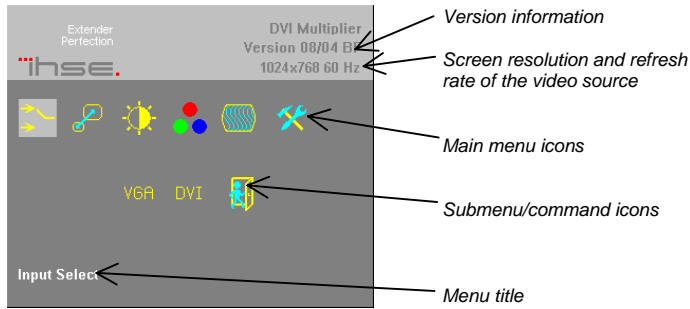 Extender
Perfection
ihse.
DVI Multiplier
Version 08/04
1024x768 60 Hz
VGA DVI
Input Select
Version information
Screen resolution and refresh
rate of the video source
Main menu icons
Submenu/command icons
Menu title